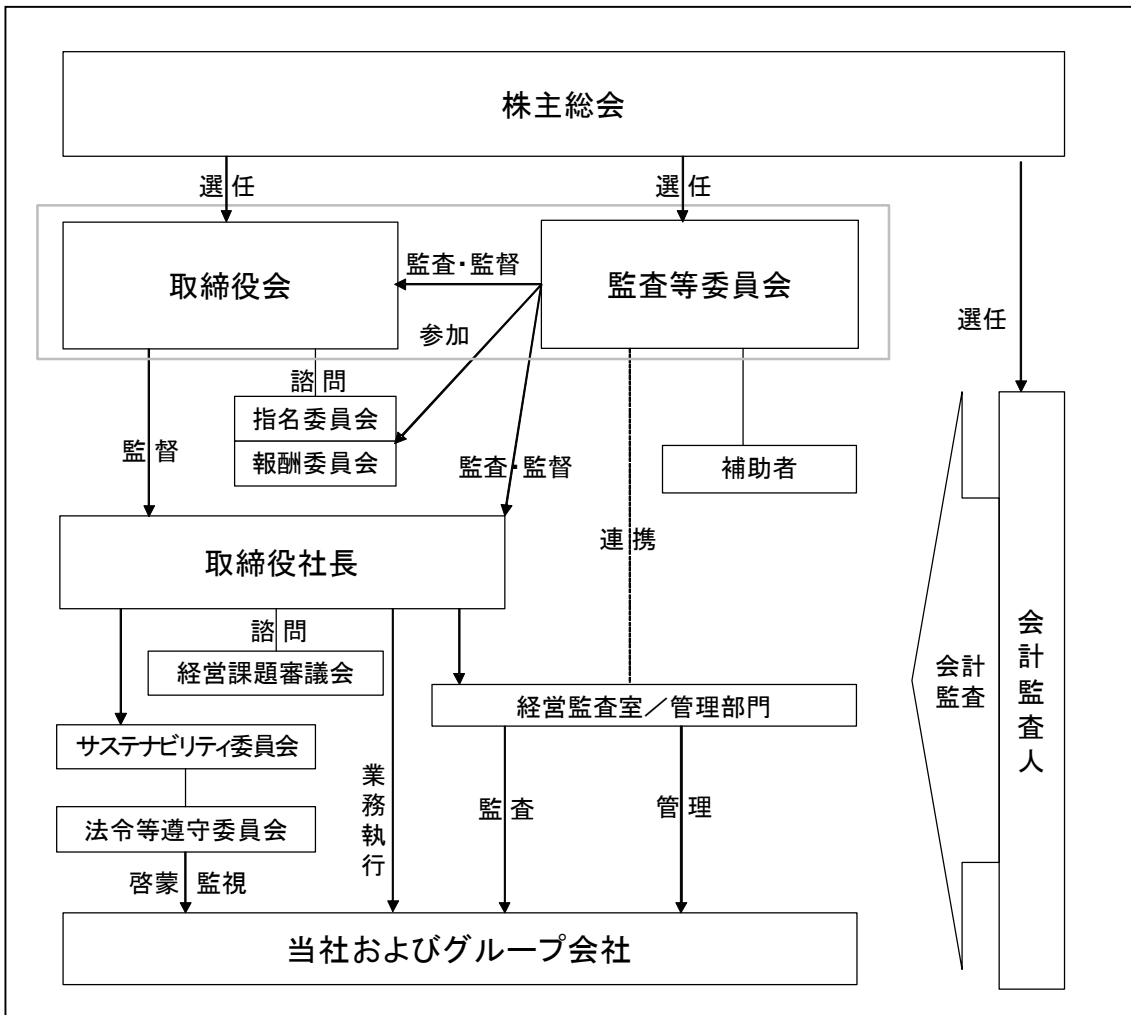 株主総会
選任
選任
選任
取締役会
監査・監督
監査等委員会
参加
諮問
指名委員会
報酬委員会
監督
監査・監督
補助者
連携
取締役社長
諮問
経営課題審議会
経営監査室／管理部門
サステナビリティ委員会
法令等遵守委員会
業務執行
監査
管理
啓蒙 監視
当社およびグループ会社
会計
監査
会計監査人